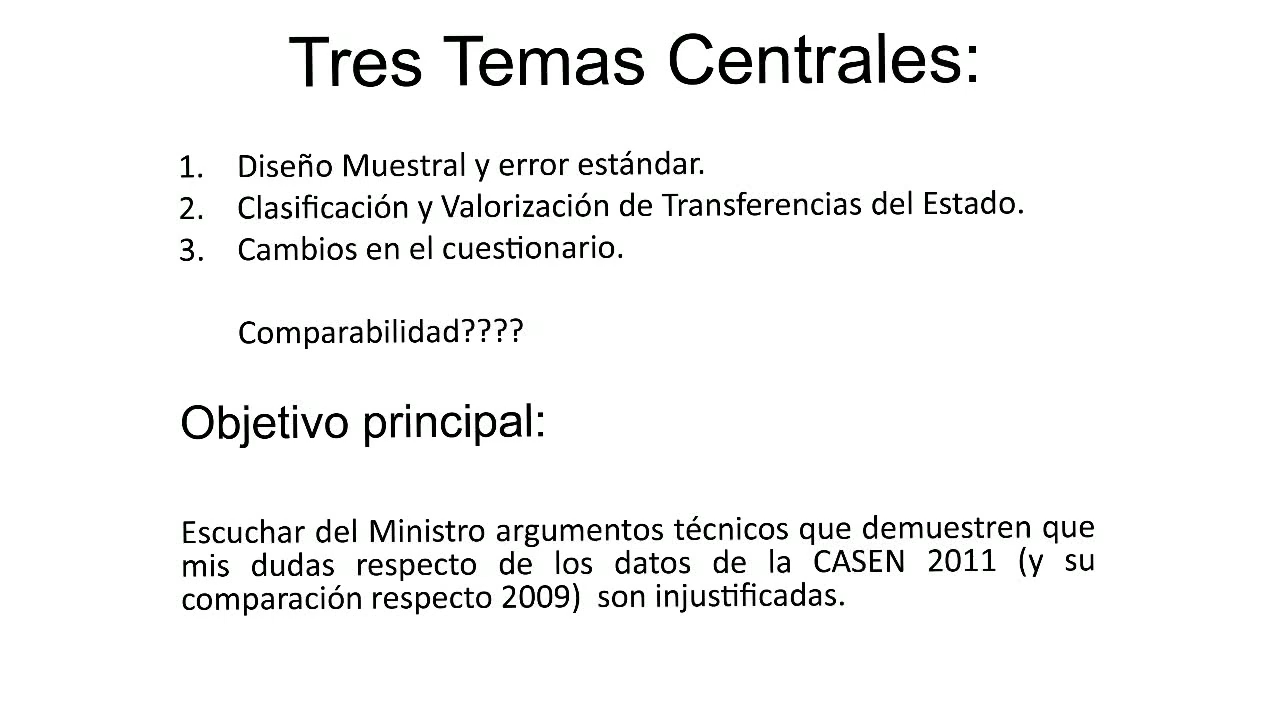 Tres Temas Centrales:
1. Diseño Muestral y error estándar.
2. Clasificación y Valorización de Transferencias del Estado.
3. Cambios en el cuestionario.
Comparabilidad????
Objetivo principal:
Escuchar del Ministro argumentos técnicos que demuestren que
mis dudas respecto de los datos de la CASEN 2011 (y su
comparación respecto 2009) son injustificadas.